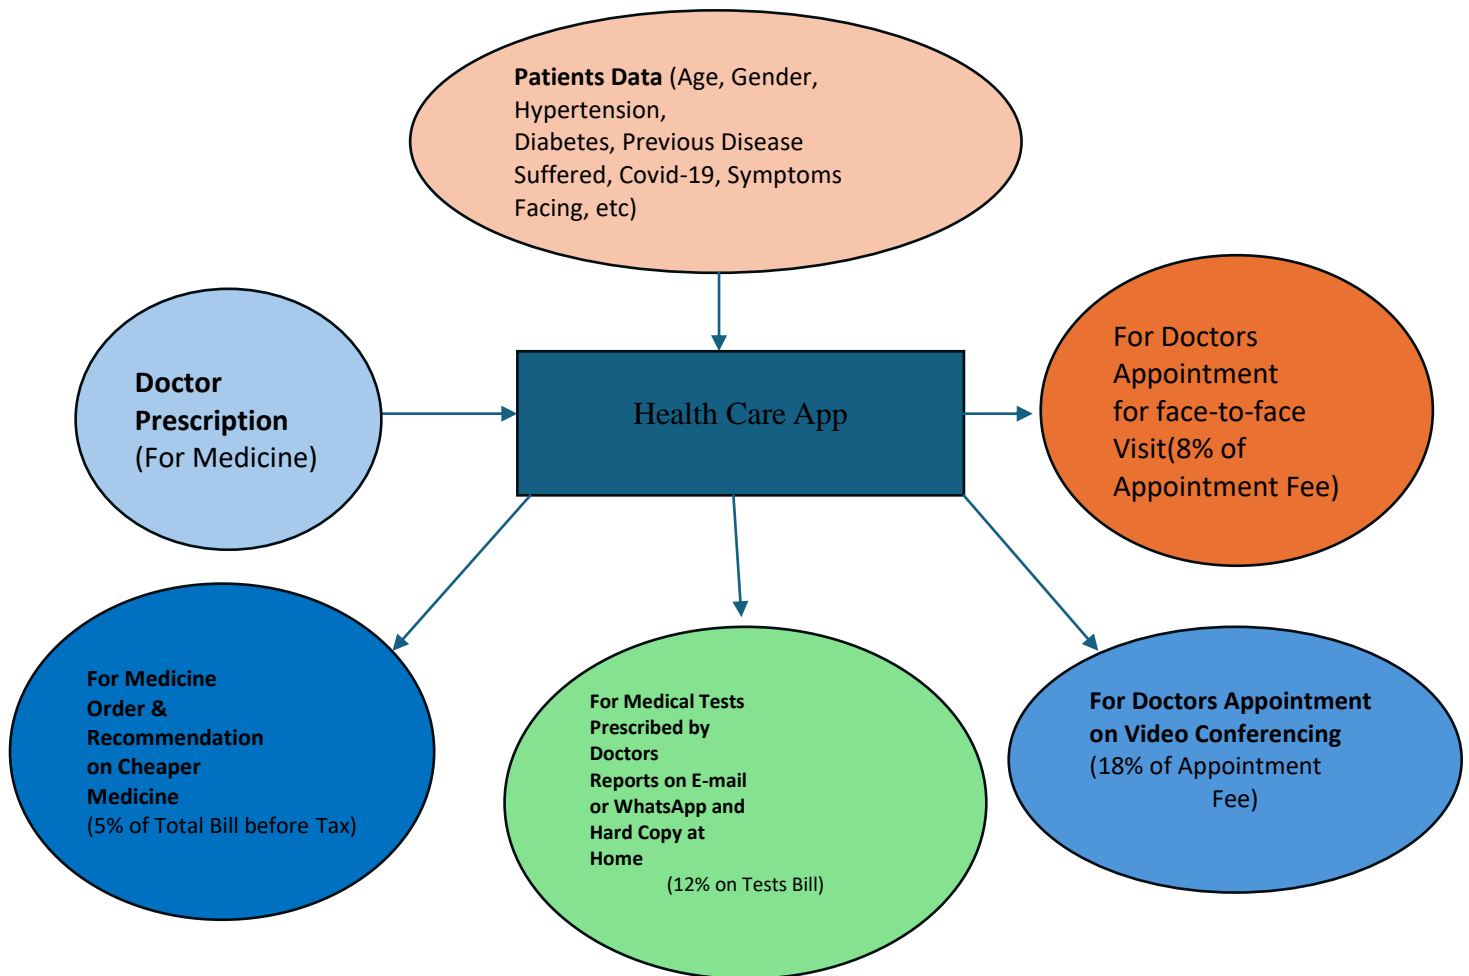 Patients Data (Age, Gender,
Hypertension,
Diabetes, Previous Disease
Suffered, Covid-19, Symptoms
Facing, etc)
Doctor
Prescription
(For Medicine)
Health Care App
For Doctors
Appointment
for face-to-face
Visit(8% of
Appointment Fee)
For Medicine
Order &
Recommendation
on Cheaper
Medicine
(5% of Total Bill before Tax)
For Medical Tests
Prescribed by
Doctors
Reports on E-mail
or WhatsApp and
Hard Copy at
Home
(12% on Tests Bill)
For Doctors Appointment
on Video Conferencing
(18% of Appointment
Fee)